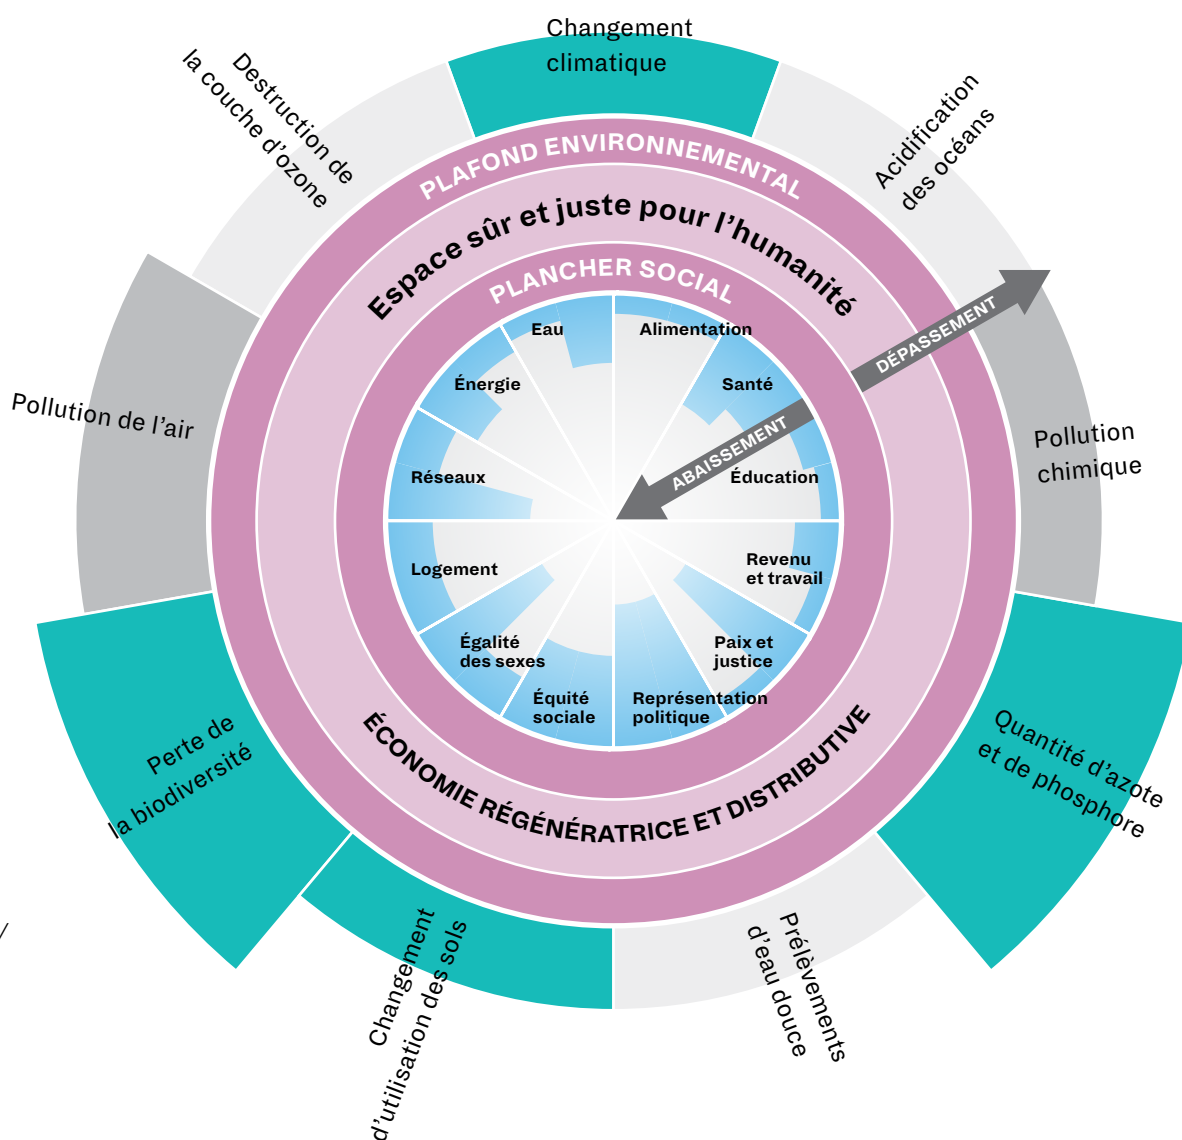 Changement
climatique
Destruction de
la couche d’ozone
Acidification
des océans
PLAFOND ENVIRONNEMENTAL
Espace sûr et juste pour l’humanité
PLANCHER SOCIAL
DÉPASSEMENT
ABAISSEMENT
Eau
Alimentation
Énergie
Santé
Réseaux
Éducation
Logement
Revenu
et travail
Égalité
des sexes
Paix et
justice
Équité
sociale
Représentation
politique
Pollution de l’air
Pollution
chimique
ÉCONOMIE RÉGÉNÉRATRICE ET DISTRIBUTIVE
Perte de
la biodiversité
Quantité d’azote
et de phosphore
Changement
d’utilisation des sols
Prélèvements
d’eau douce
/